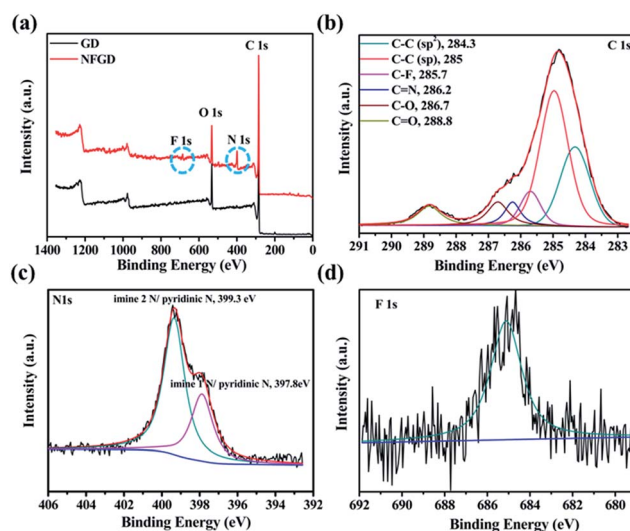 (a)
GD
NFGD
C 1s
O 1s
F 1s
N 1s
Intensity (a.u.)
1400 1200 1000 800 600 400 200 0
Binding Energy (eV)
(b)
C 1s
C-C (sp²), 284.3
C-C (sp), 285
C-F, 285.7
C=N, 286.2
C-O, 286.7
C=O, 288.8
Intensity (a.u.)
291 290 289 288 287 286 285 284 283
Binding Energy (eV)
(c)
N1s
imine 2 N/ pyridinic N, 399.3 eV
imine 1 N/ pyridinic N, 397.8eV
Intensity (a.u.)
406 404 402 400 398 396 394 392
Binding Energy (eV)
(d)
F 1s
Intensity (a.u.)
692 690 688 686 684 682 680
Binding Energy (eV)